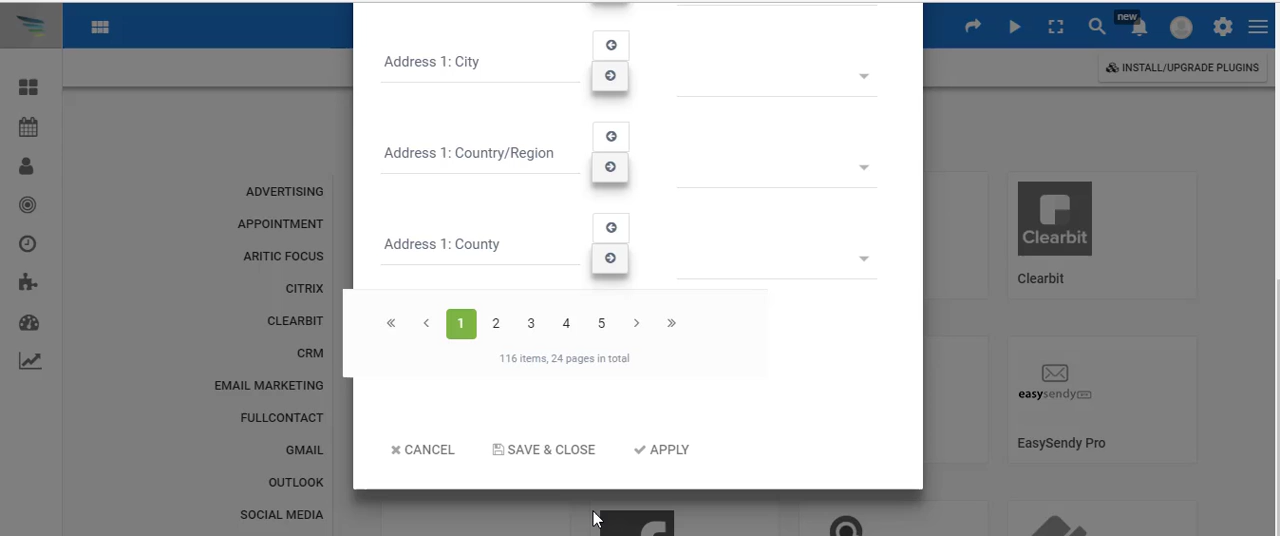 new
INSTALL/UPGRADE PLUGINS
Address 1: City
Address 1: Country/Region
Address 1: County
« ‹ 1 2 3 4 5 › »
116 items, 24 pages in total
CANCEL SAVE & CLOSE APPLY
ADVERTISING
APPOINTMENT
ARITIC FOCUS
CITRIX
CLEARBIT
CRM
EMAIL MARKETING
FULLCONTACT
GMAIL
OUTLOOK
SOCIAL MEDIA
Clearbit
Clearbit
easysendy
EasySendy Pro